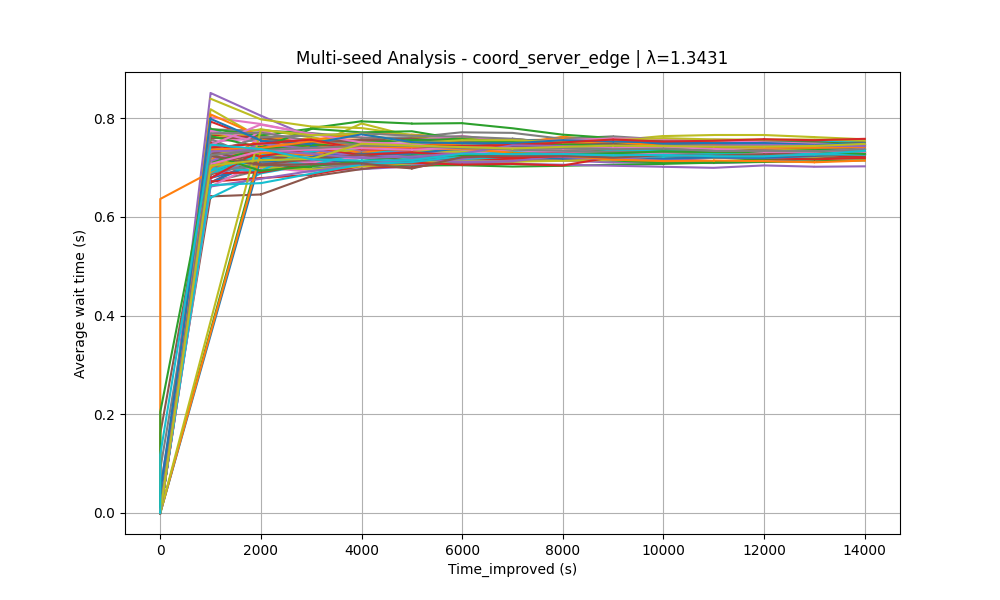 Multi-seed Analysis - coord_server_edge | λ=1.3431
Average wait time (s)
0.8
0.6
0.4
0.2
0.0
0 2000 4000 6000 8000 10000 12000 14000
Time_improved (s)